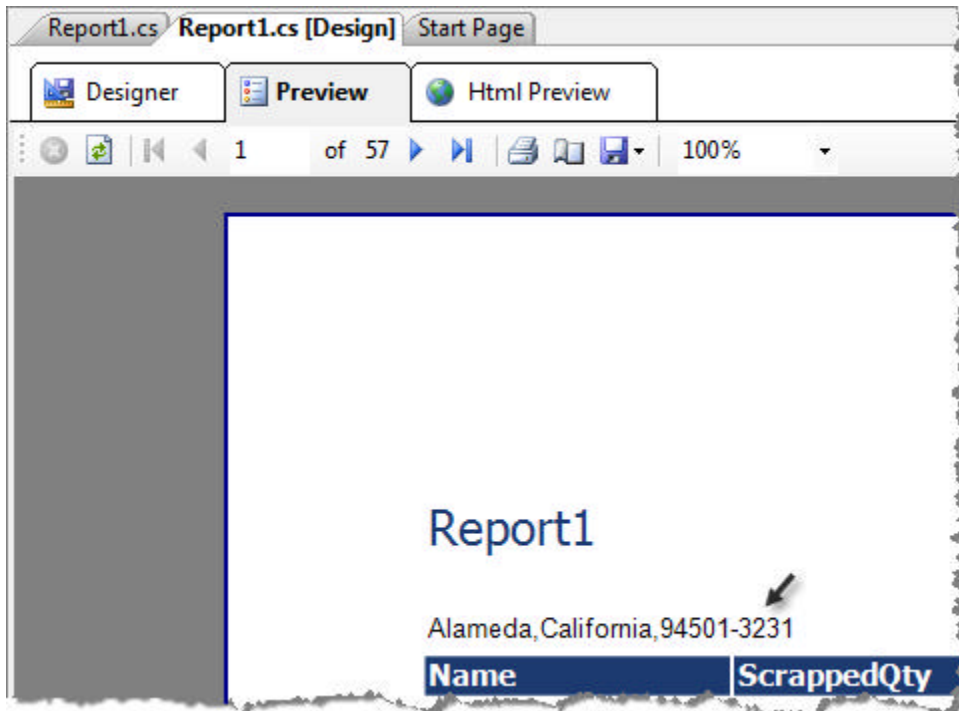 Report1.cs Report1.cs [Design] Start Page
Designer Preview Html Preview
1 of 57 100%
Report1
Alameda,California,94501-3231
Name ScrappedQty